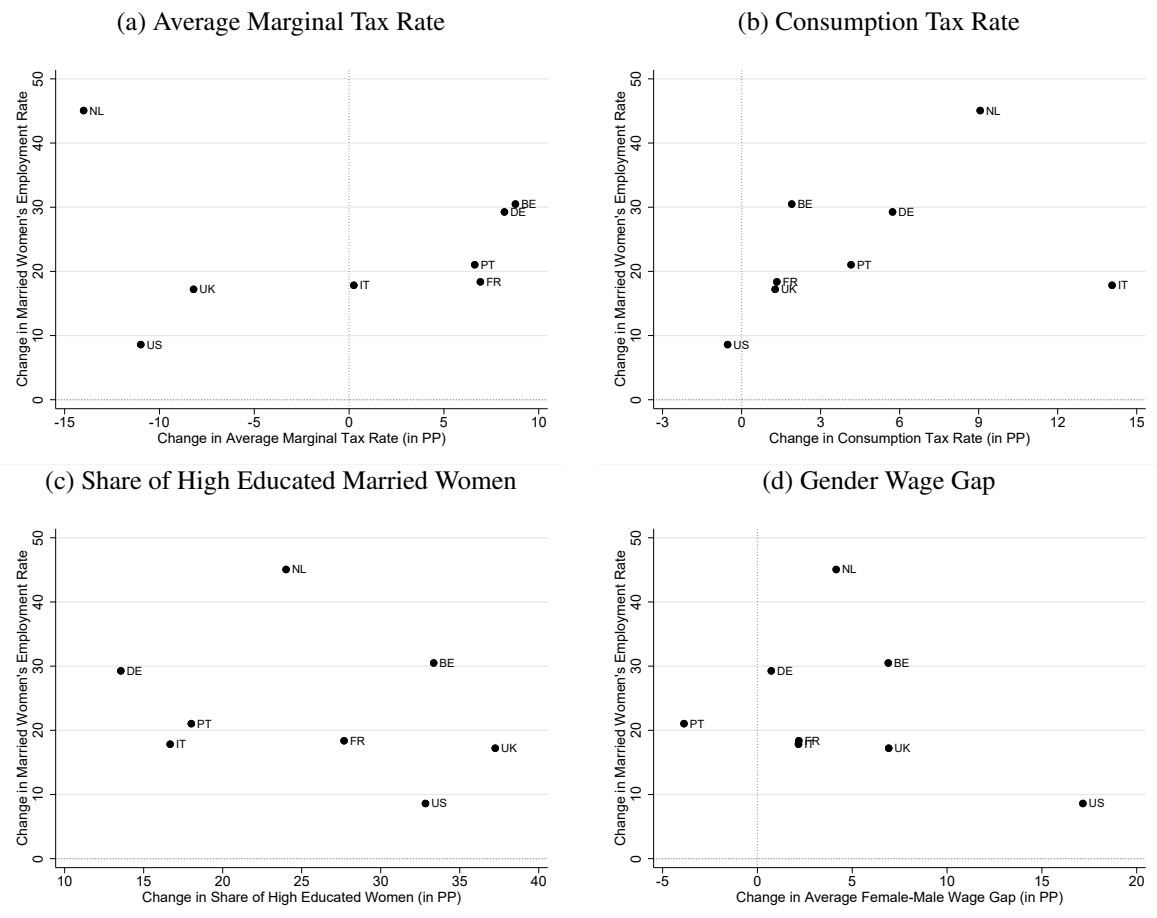 (a) Average Marginal Tax Rate
Change in Married Women's Employment Rate
50
40
30
20
10
0
NL
BE
DE
PT
FR
IT
UK
US
-15 -10 -5 0 5 10
Change in Average Marginal Tax Rate (in PP)
(b) Consumption Tax Rate
Change in Married Women's Employment Rate
50
40
30
20
10
0
NL
BE
DE
PT
FR
IT
UK
US
-3 0 3 6 9 12 15
Change in Consumption Tax Rate (in PP)
(c) Share of High Educated Married Women
Change in Married Women's Employment Rate
50
40
30
20
10
0
NL
BE
DE
PT
FR
IT
UK
US
10 15 20 25 30 35 40
Change in Share of High Educated Women (in PP)
(d) Gender Wage Gap
Change in Married Women's Employment Rate
50
40
30
20
10
0
NL
BE
DE
PT
FR
IT
UK
US
-5 0 5 10 15 20
Change in Average Female-Male Wage Gap (in PP)